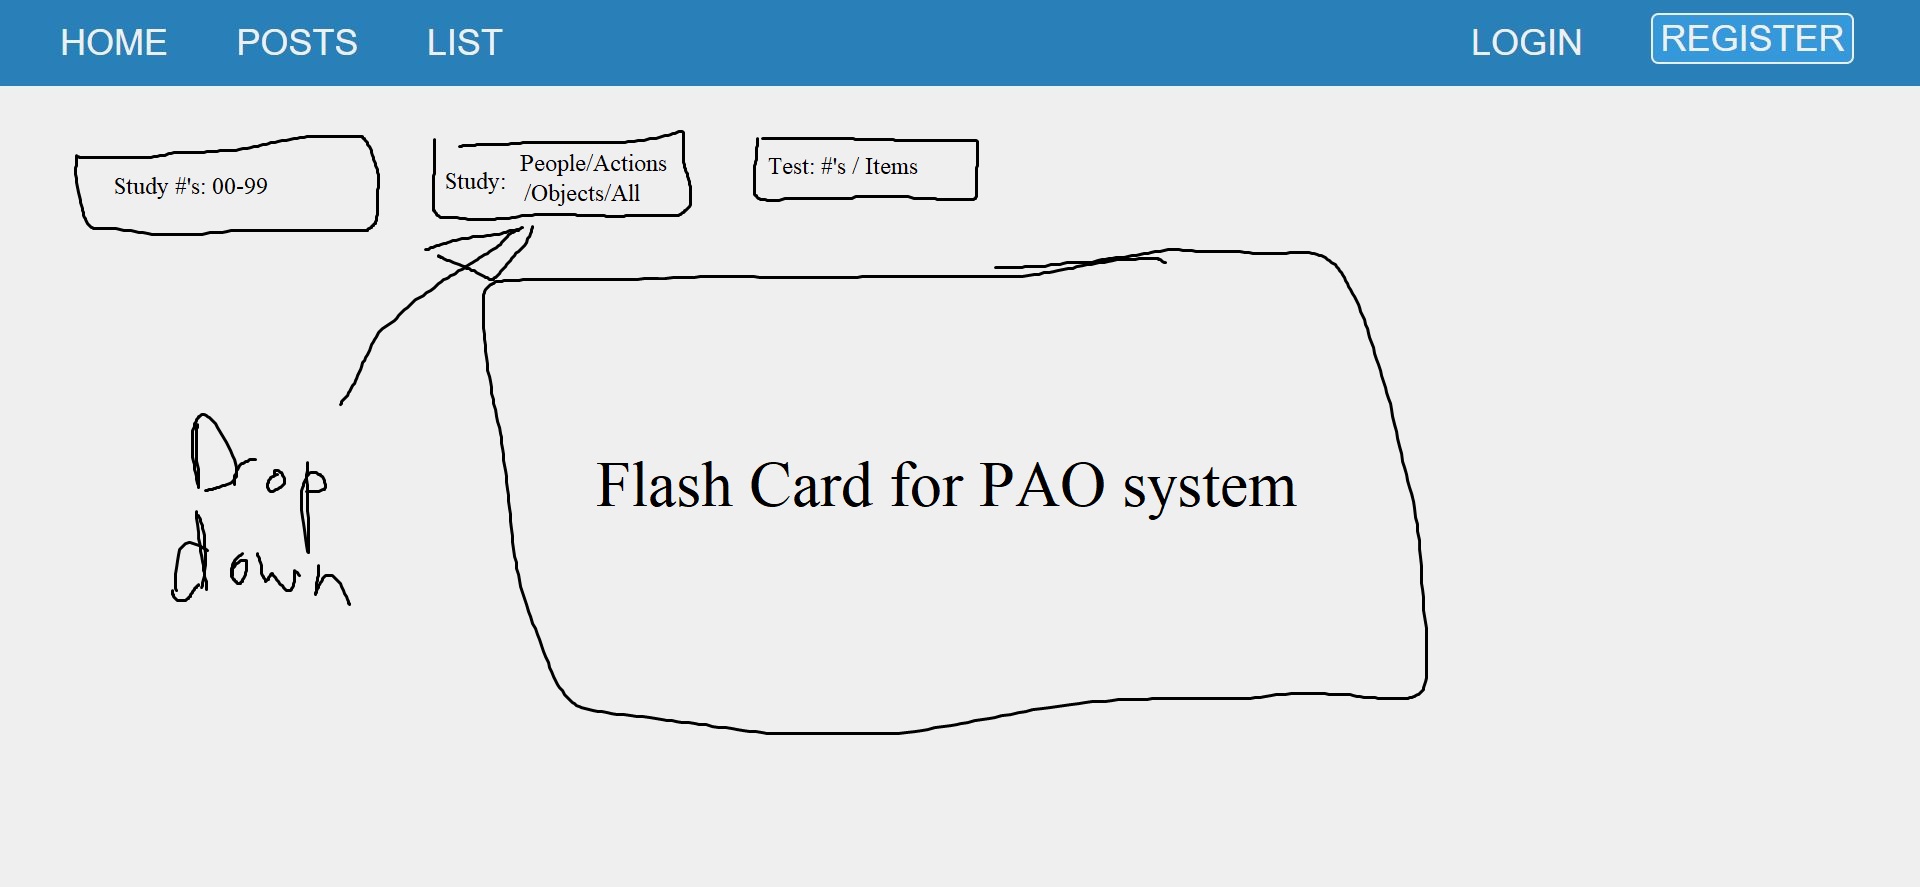 HOME POSTS LIST LOGIN REGISTER
Study #'s: 00-99
Study: People/Actions
/Objects/All
Test: #'s / Items
Drop
down
Flash Card for PAO system